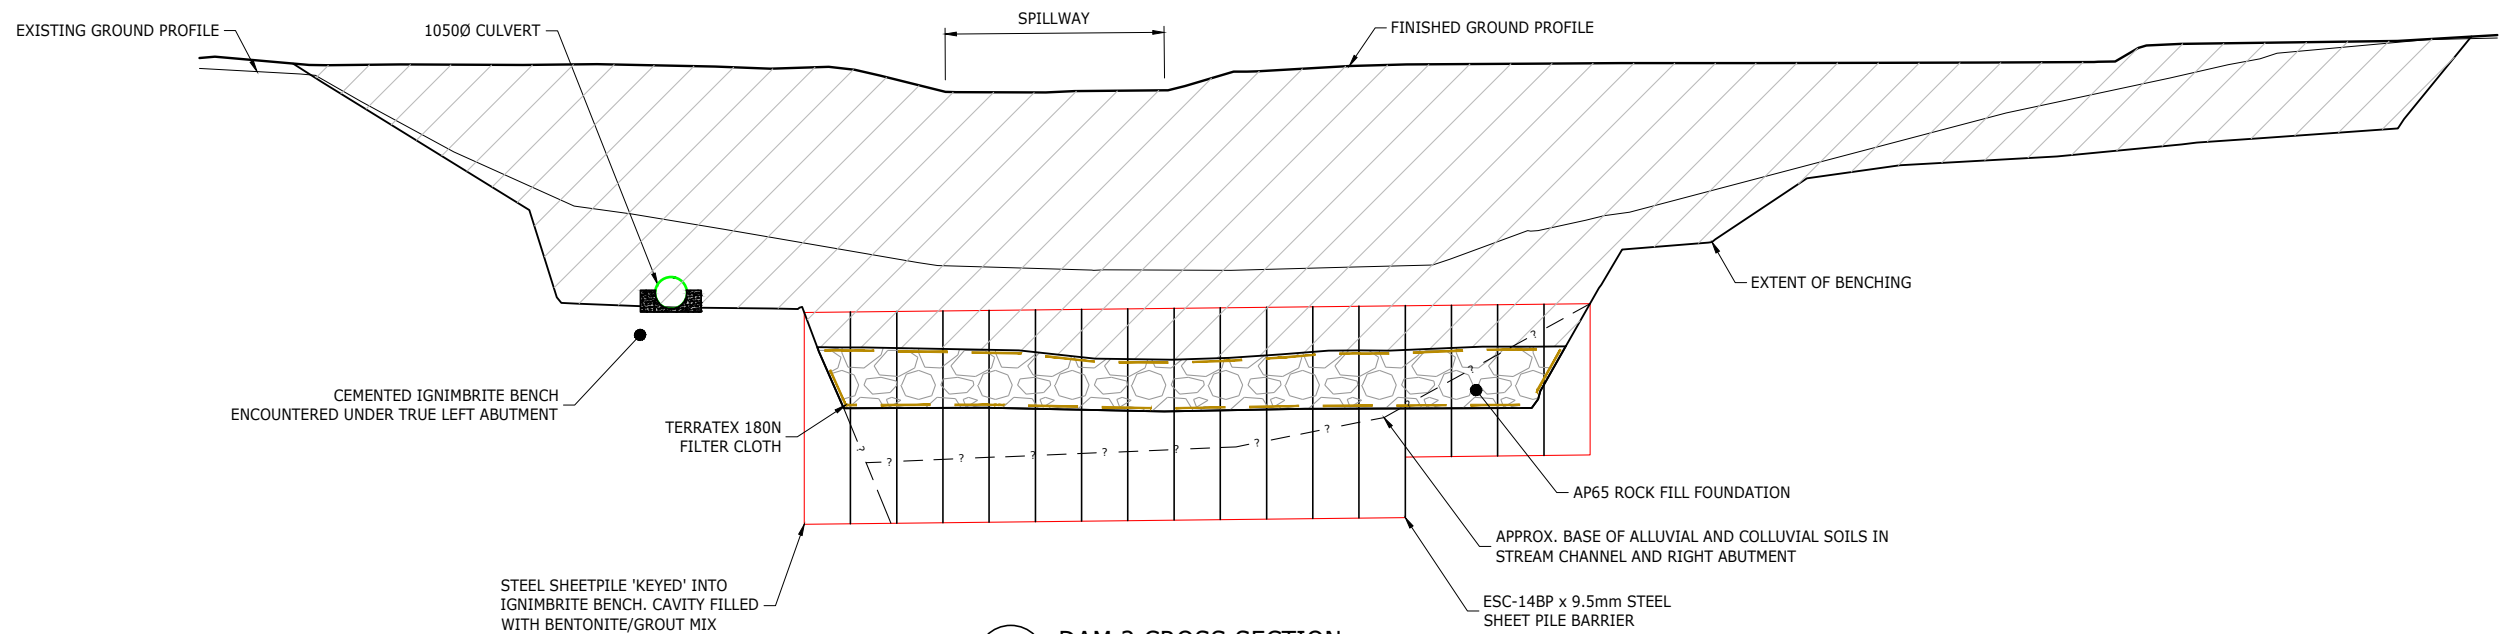 SPILLWAY
EXISTING GROUND PROFILE
1050Ø CULVERT
FINISHED GROUND PROFILE
EXTENT OF BENCHING
CEMENTED IGNIMBRITE BENCH
ENCOUNTERED UNDER TRUE LEFT ABUTMENT
TERRATEX 180N
FILTER CLOTH
? ? ? ? ? ? ? ? ? ?
AP65 ROCK FILL FOUNDATION
APPROX. BASE OF ALLUVIAL AND COLLUVIAL SOILS IN
STREAM CHANNEL AND RIGHT ABUTMENT
STEEL SHEETPILE 'KEYED' INTO
IGNIMBRITE BENCH. CAVITY FILLED
WITH BENTONITE/GROUT MIX
ESC-14BP x 9.5mm STEEL
SHEET PILE BARRIER